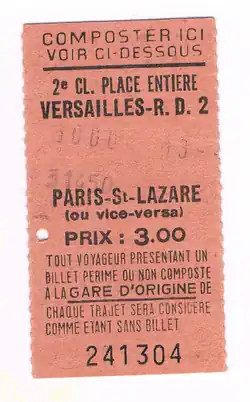 COMPOSTER ICI
VOIR CI-DESSOUS
2e CL. PLACE ENTIERE
VERSAILLES-R. D. 2
PARIS-St-LAZARE
(ou vice-versa)
PRIX : 3.00
TOUT VOYAGEUR PRESENTANT UN
BILLET PERIME OU NON COMPOSTE
A LA GARE D'ORIGINE DE
CHAQUE TRAJET SERA CONSIDERE
COMME ETANT SANS BILLET
241304